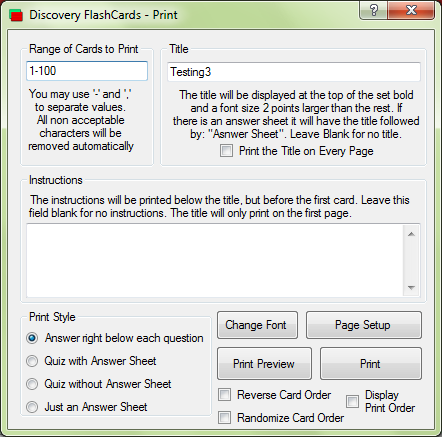 Discovery FlashCards - Print
Range of Cards to Print
1-100
You may use '-' and ','
to separate values.
All non acceptable
characters will be
removed automatically
Title
Testing3
The title will be displayed at the top of the set bold
and a font size 2 points larger than the rest. If
there is an answer sheet it will have the title followed
by: "Asnwer Sheet". Leave Blank for no title.
Print the Title on Every Page
Instructions
The instructions will be printed below the title, but before the first card. Leave this
field blank for no instructions. The title will only print on the first page.
Print Style
Answer right below each question
Quiz with Answer Sheet
Quiz without Answer Sheet
Just an Answer Sheet
Change Font
Page Setup
Print Preview
Print
Reverse Card Order
Randomize Card Order
Display
Print Order